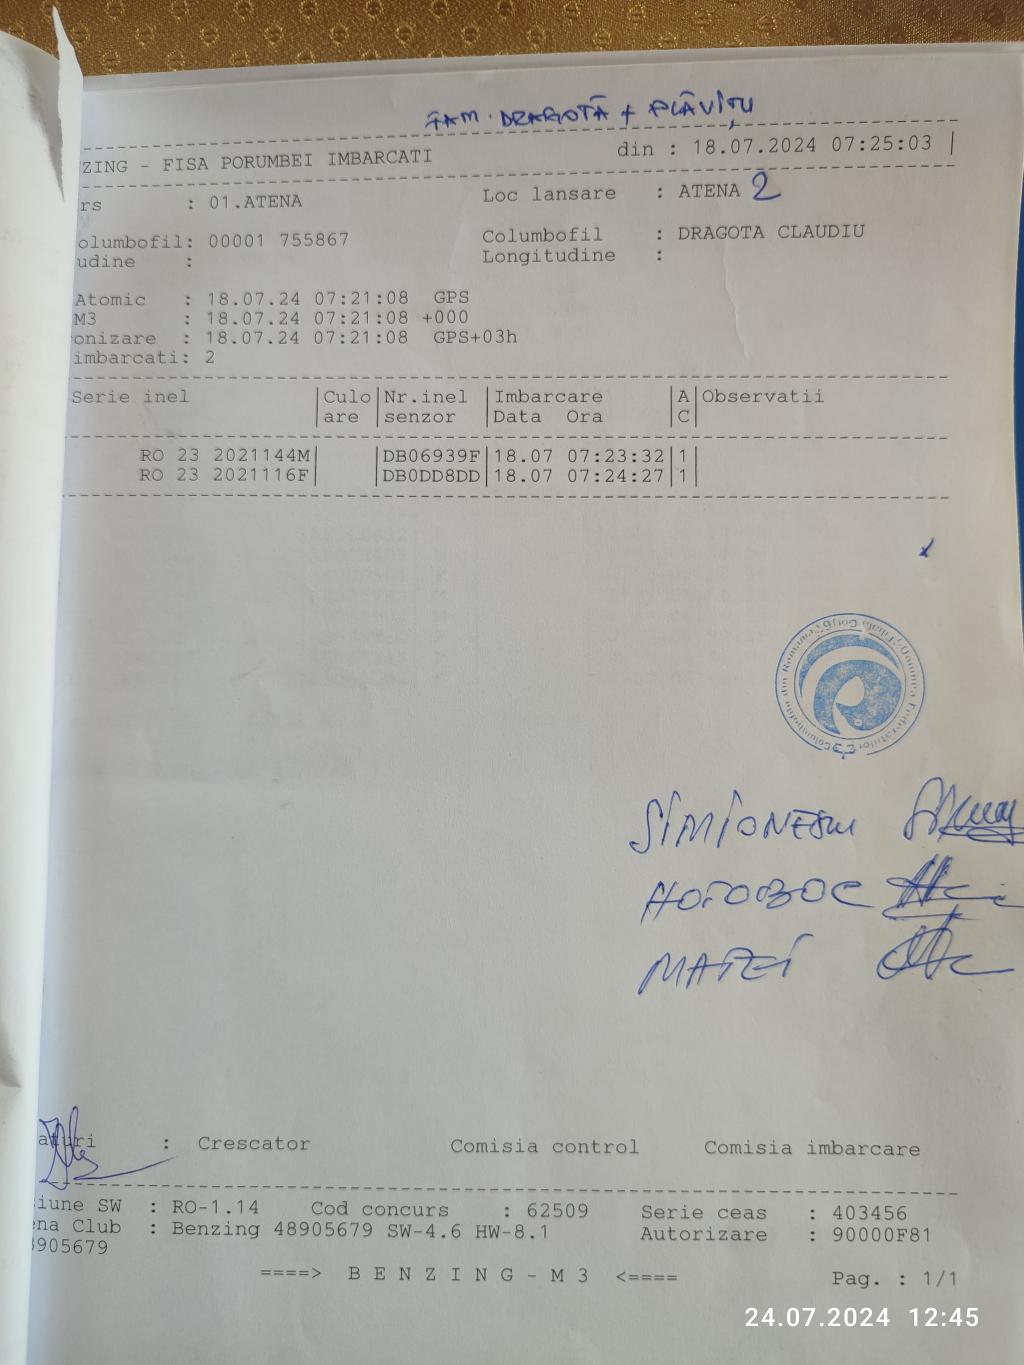 FAM. DRAGOTĂ + PLĂVIȚU
ZING - FISA PORUMBEI IMBARCATI din : 18.07.2024 07:25:03 |
rs : 01.ATENA Loc lansare : ATENA 2
olumbofil: 00001 755867 Columbofil : DRAGOTA CLAUDIU
udine : Longitudine :
Atomic : 18.07.24 07:21:08 GPS
M3 : 18.07.24 07:21:08 +000
onizare : 18.07.24 07:21:08 GPS+03h
imbarcati: 2
Serie inel |Culo|Nr.inel|Imbarcare |A|Observatii
|are |senzor |Data Ora |C|
RO 23 2021144M| |DB06939F|18.07 07:23:32|1|
RO 23 2021116F| |DB0DD8DD|18.07 07:24:27|1|
SIMIONESCU
MATEI
aturi : Crescator Comisia control Comisia imbarcare
iune SW : RO-1.14 Cod concurs : 62509 Serie ceas : 403456
na Club : Benzing 48905679 SW-4.6 HW-8.1 Autorizare : 90000F81
905679
====> B E N Z I N G - M 3 <====
Pag. : 1/1
24.07.2024 12:45